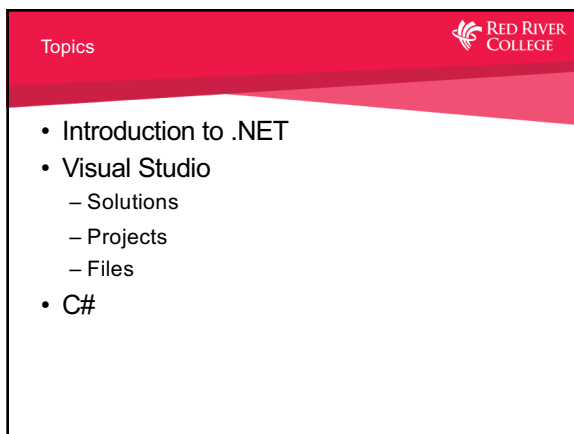 Topics
RED RIVER
COLLEGE
• Introduction to .NET
• Visual Studio
– Solutions
– Projects
– Files
• C#